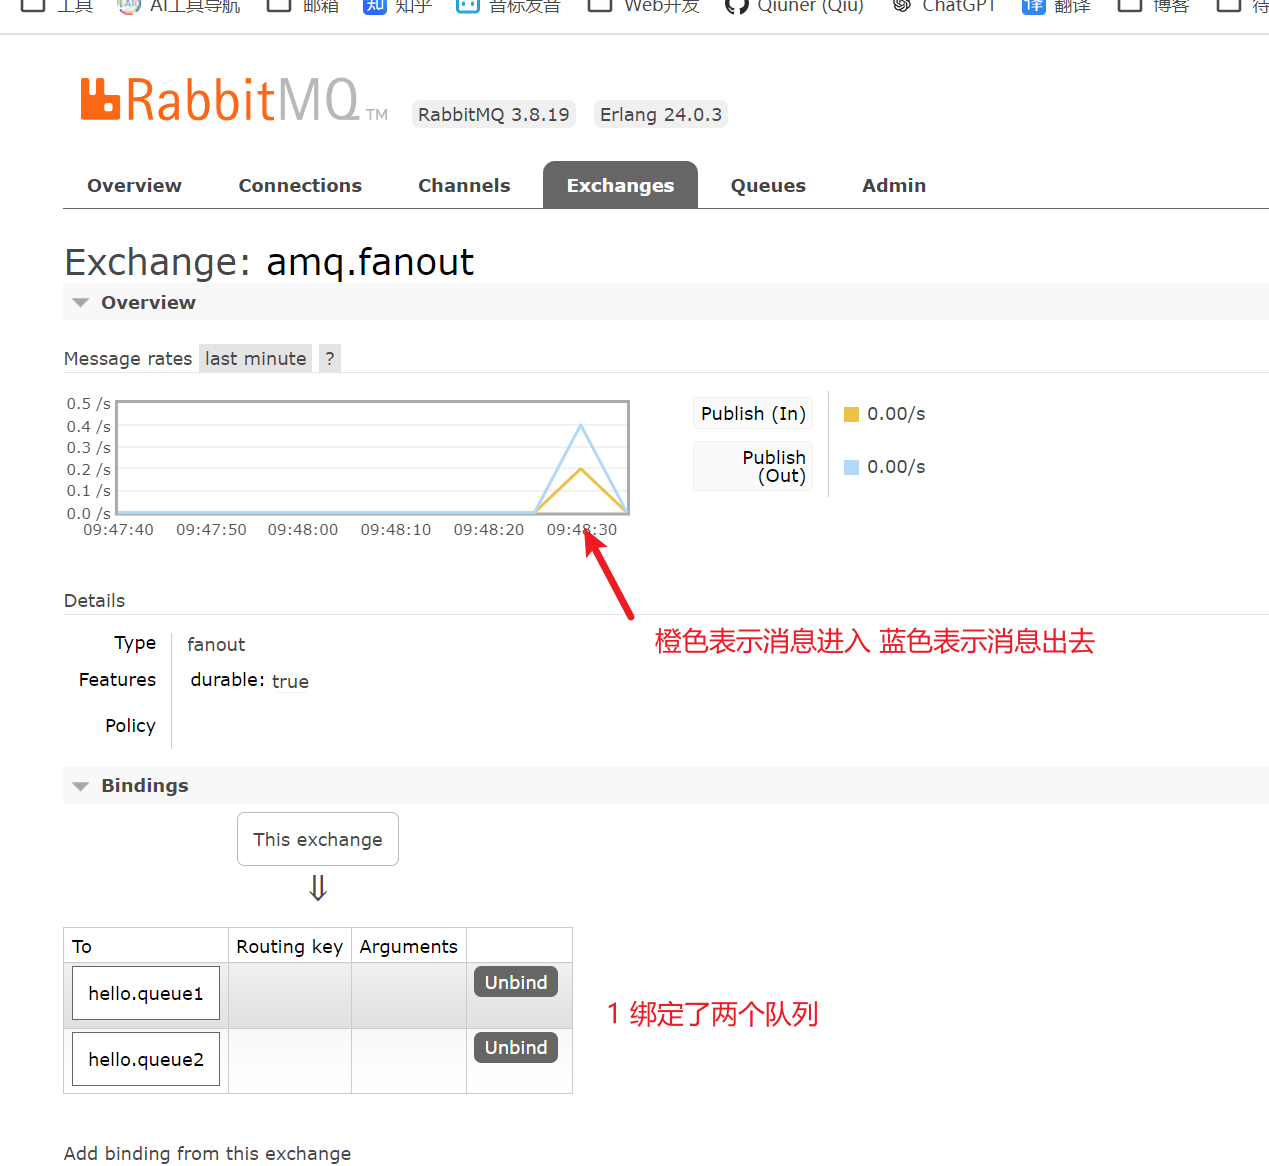 工具 AI工具导航 邮箱 知 知乎 音标发音 Web开发 Qiuner (Qiu) ChatGPT 译 翻译 博客 待
RabbitMQ TM RabbitMQ 3.8.19 Erlang 24.0.3
Overview Connections Channels Exchanges Queues Admin
Exchange: amq.fanout
Overview
Message rates last minute ?
0.5 /s
0.4 /s
0.3 /s
0.2 /s
0.1 /s
0.0 /s
09:47:40 09:47:50 09:48:00 09:48:10 09:48:20 09:48:30
Publish (In) 0.00/s
Publish
(Out) 0.00/s
橙色表示消息进入 蓝色表示消息出去
Details
Type fanout
Features durable: true
Policy
Bindings
This exchange
⇓
To Routing key Arguments
hello.queue1 Unbind
1 绑定了两个队列
hello.queue2 Unbind
Add binding from this exchange